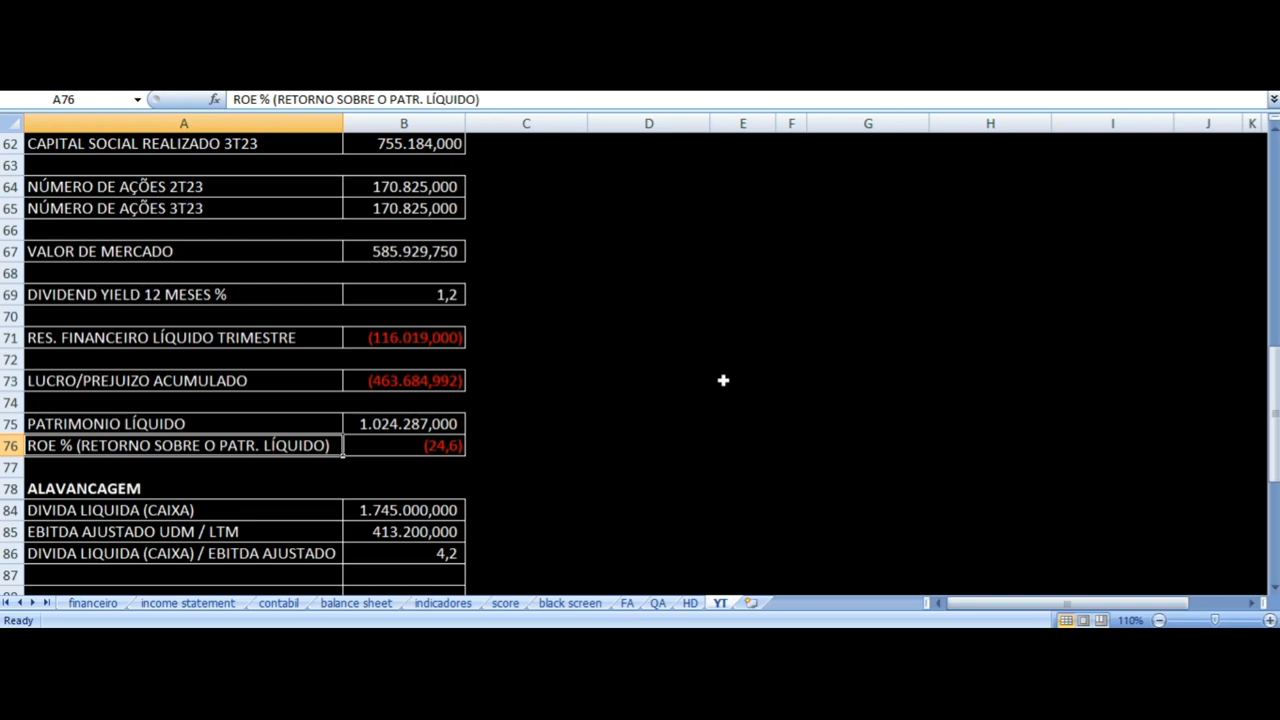 A76 fx ROE % (RETORNO SOBRE O PATR. LÍQUIDO)
A B C D E F G H I J K
62 CAPITAL SOCIAL REALIZADO 3T23 755.184,000
63
64 NÚMERO DE AÇÕES 2T23 170.825,000
65 NÚMERO DE AÇÕES 3T23 170.825,000
66
67 VALOR DE MERCADO 585.929,750
68
69 DIVIDEND YIELD 12 MESES % 1,2
70
71 RES. FINANCEIRO LÍQUIDO TRIMESTRE (116.019,000)
72
73 LUCRO/PREJUIZO ACUMULADO (463.684,992)
74
75 PATRIMONIO LÍQUIDO 1.024.287,000
76 ROE % (RETORNO SOBRE O PATR. LÍQUIDO) (24,6)
77
78 ALAVANCAGEM
84 DIVIDA LIQUIDA (CAIXA) 1.745.000,000
85 EBITDA AJUSTADO UDM / LTM 413.200,000
86 DIVIDA LIQUIDA (CAIXA) / EBITDA AJUSTADO 4,2
87
financeiro income statement contabil balance sheet indicadores score black screen FA QA HD YT
Ready 110%